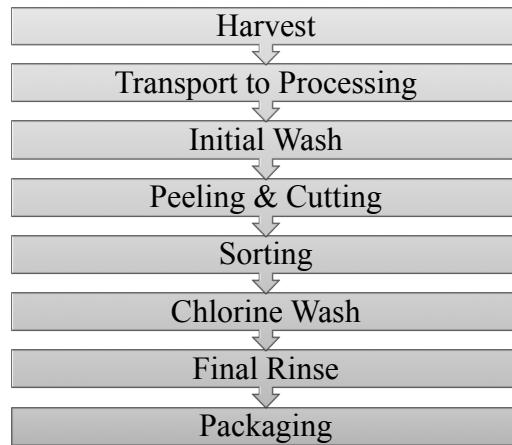 Harvest
Transport to Processing
Initial Wash
Peeling & Cutting
Sorting
Chlorine Wash
Final Rinse
Packaging